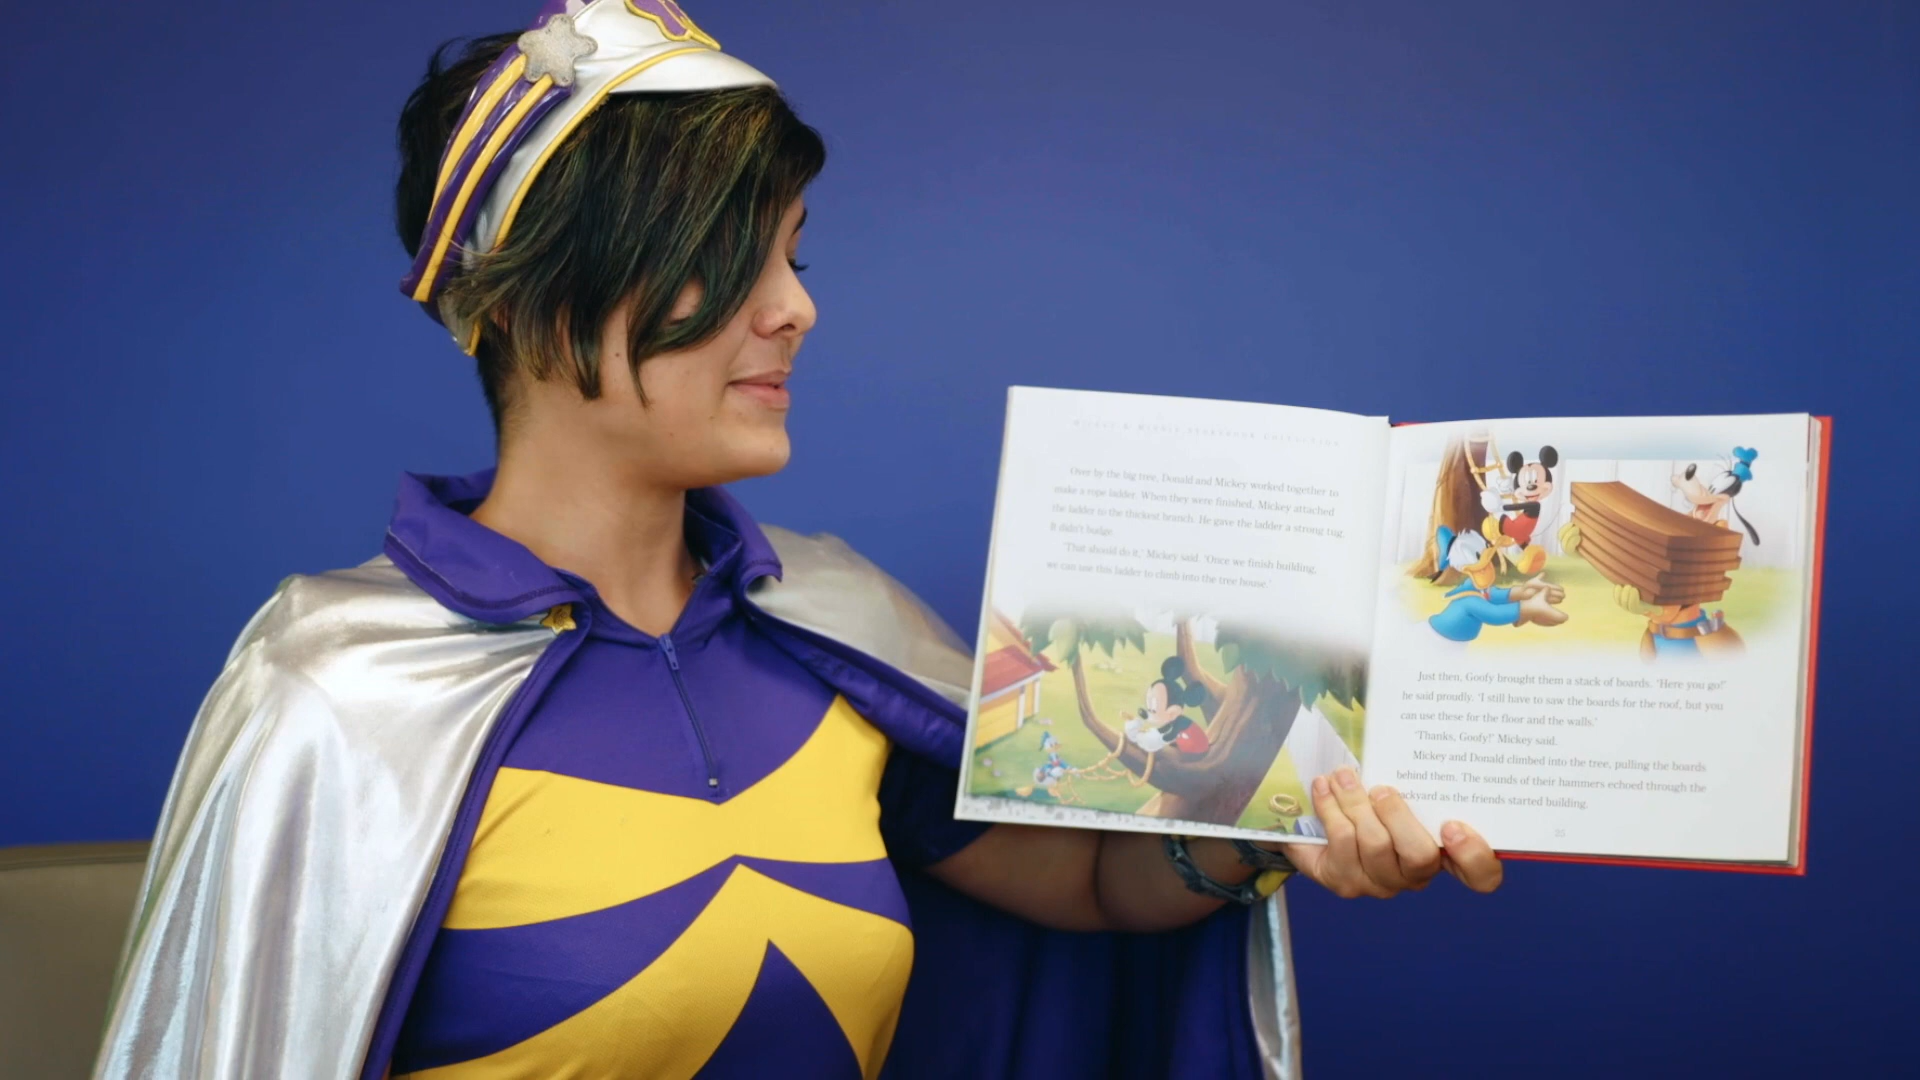 MICKEY & MINNIE STORYBOOK COLLECTION
Over by the big tree, Donald and Mickey worked together to
make a rope ladder. When they were finished, Mickey attached
the ladder to the thickest branch. He gave the ladder a strong tug.
It didn't budge.
'That should do it,' Mickey said. 'Once we finish building,
we can use this ladder to climb into the tree house.'
Just then, Goofy brought them a stack of boards. 'Here you go!'
he said proudly. 'I still have to saw the boards for the roof, but you
can use these for the floor and the walls.'
'Thanks, Goofy!' Mickey said.
Mickey and Donald climbed into the tree, pulling the boards
behind them. The sounds of their hammers echoed through the
ackyard as the friends started building.